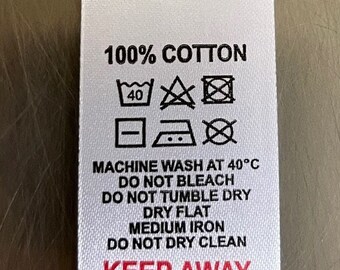 100% COTTON
40
MACHINE WASH AT 40°C
DO NOT BLEACH
DO NOT TUMBLE DRY
DRY FLAT
MEDIUM IRON
DO NOT DRY CLEAN
KEEP AWAY